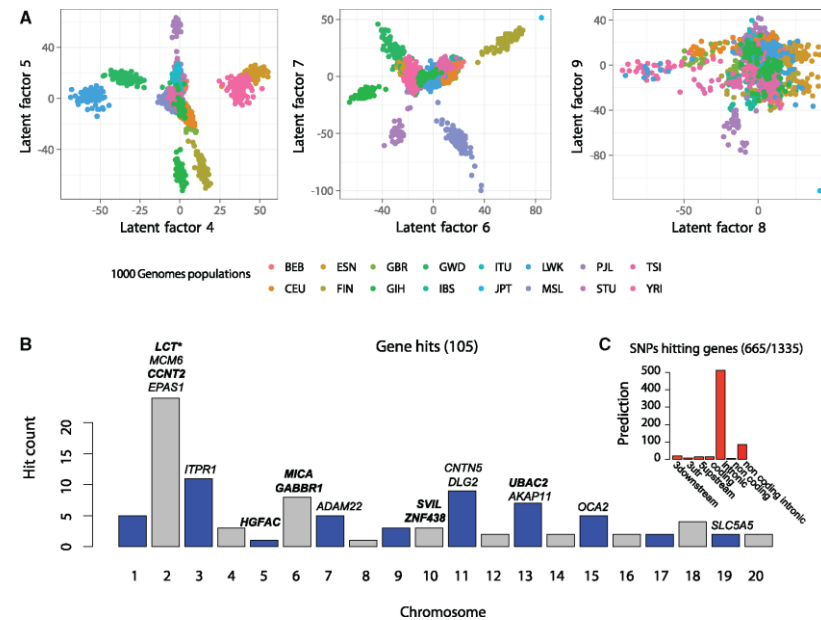 A
40
0
-40
-50
-25
0
25
50
Latent factor 5
Latent factor 4
50
0
-50
-100
-40
0
40
80
Latent factor 7
Latent factor 6
40
0
-40
-80
-50
0
Latent factor 9
Latent factor 8
1000 Genomes populations
BEB ESN GBR GWD ITU LWK PJL TSI
CEU FIN GIH IBS JPT MSL STU YRI
B
Gene hits (105)
LCT*
MCM6
CCNT2
EPAS1
ITPR1
HGFAC
MICA
GABBR1
ADAM22
SVIL
ZNF438
CNTN5
DLG2
UBAC2
AKAP11
OCA2
SLC5A5
Hit count
20
15
10
5
0
1 2 3 4 5 6 7 8 9 10 11 12 13 14 15 16 17 18 19 20
Chromosome
C
SNPs hitting genes (665/1335)
Prediction
500
400
300
200
100
0
3downstream
3utr
5upstream
coding
intronic
non coding
non coding intronic